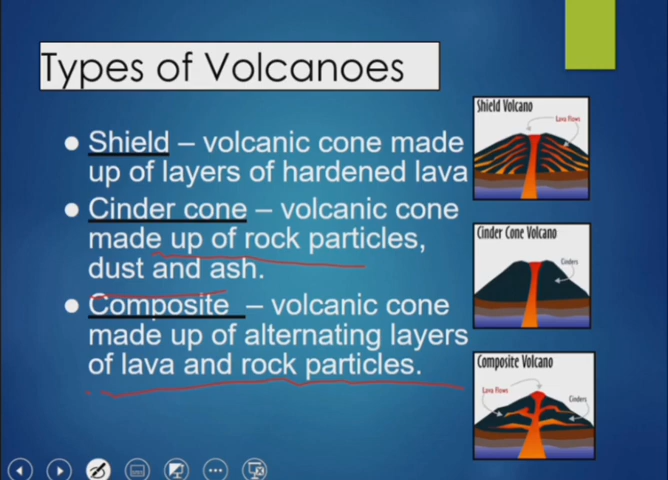 Types of Volcanoes
● Shield – volcanic cone made
up of layers of hardened lava
● Cinder cone – volcanic cone
made up of rock particles,
dust and ash.
● Composite – volcanic cone
made up of alternating layers
of lava and rock particles.
Shield Volcano
Lava Flows
Cinder Cone Volcano
Cinders
Composite Volcano
Lava Flows
Cinders